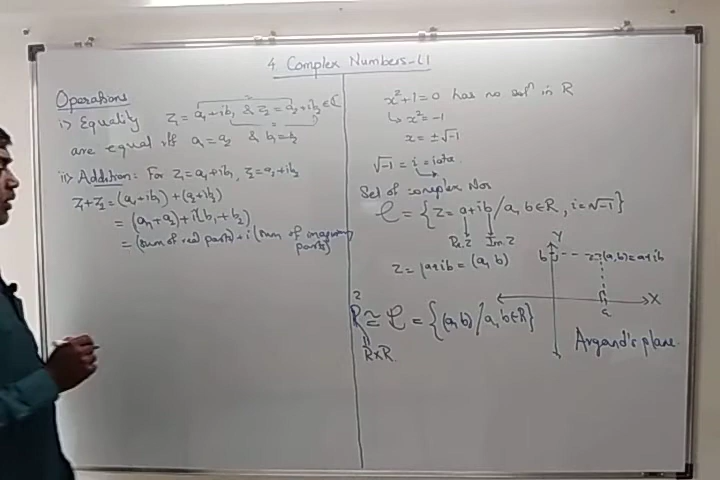 4 Complex Numbers-L1
Operations
i) Equality z₁ = a₁+ib₁ & z₂ = a₂+ib₂ ∈ ℂ
are equal iff a₁ = a₂ & b₁ = b₂
ii) Addition: For z₁ = a₁+ib₁, z₂ = a₂+ib₂
z₁+z₂ = (a₁+ib₁) + (a₂+ib₂)
= (a₁+a₂) + i(b₁+b₂)
= (sum of real parts) + i (sum of imaginary
parts)
x²+1=0 has no solⁿ in R
↳ x² = -1
x = ±√-1
√-1 = i = iota
Set of complex Nos
C = {z = a+ib / a, b ∈ R, i = √-1}
Re.z Im.z
z = a+ib = (a, b)
R² ≅ C = {(a, b) / a, b ∈ R}
R×R
Y
b z=(a,b)=a+ib
X
a
Argand's plane.